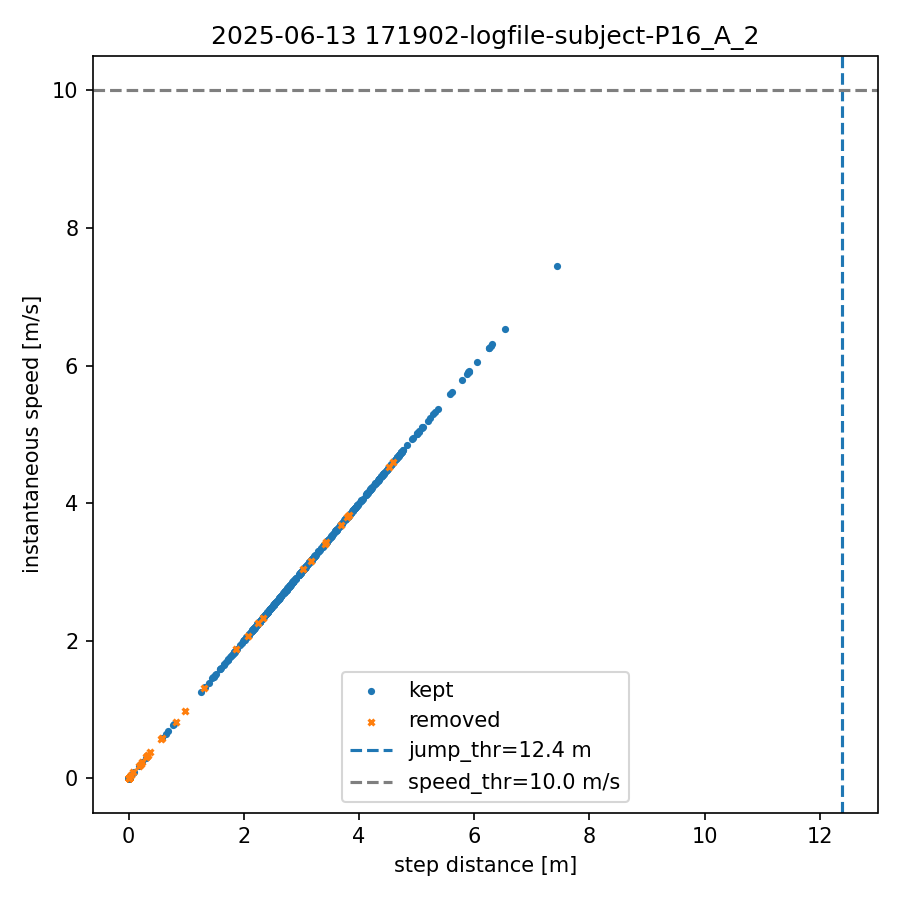 2025-06-13 171902-logfile-subject-P16_A_2
10
8
6
4
2
0
instantaneous speed [m/s]
kept
removed
jump_thr=12.4 m
speed_thr=10.0 m/s
0 2 4 6 8 10 12
step distance [m]